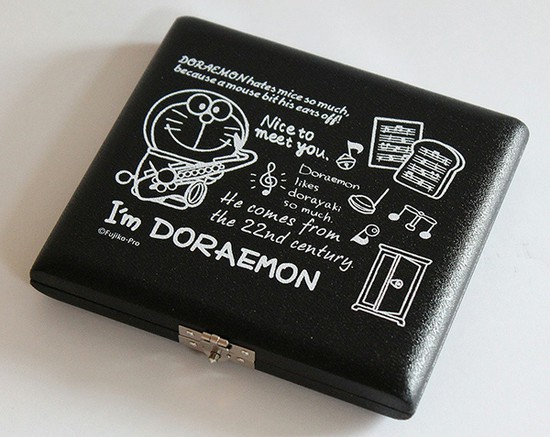 DORAEMON hates mice so much,
because a mouse bit his ears off!
Nice to
meet you.
Doraemon
likes
dorayaki
so much.
He comes from
the 22nd century.
I'm DORAEMON
©Fujiko-Pro